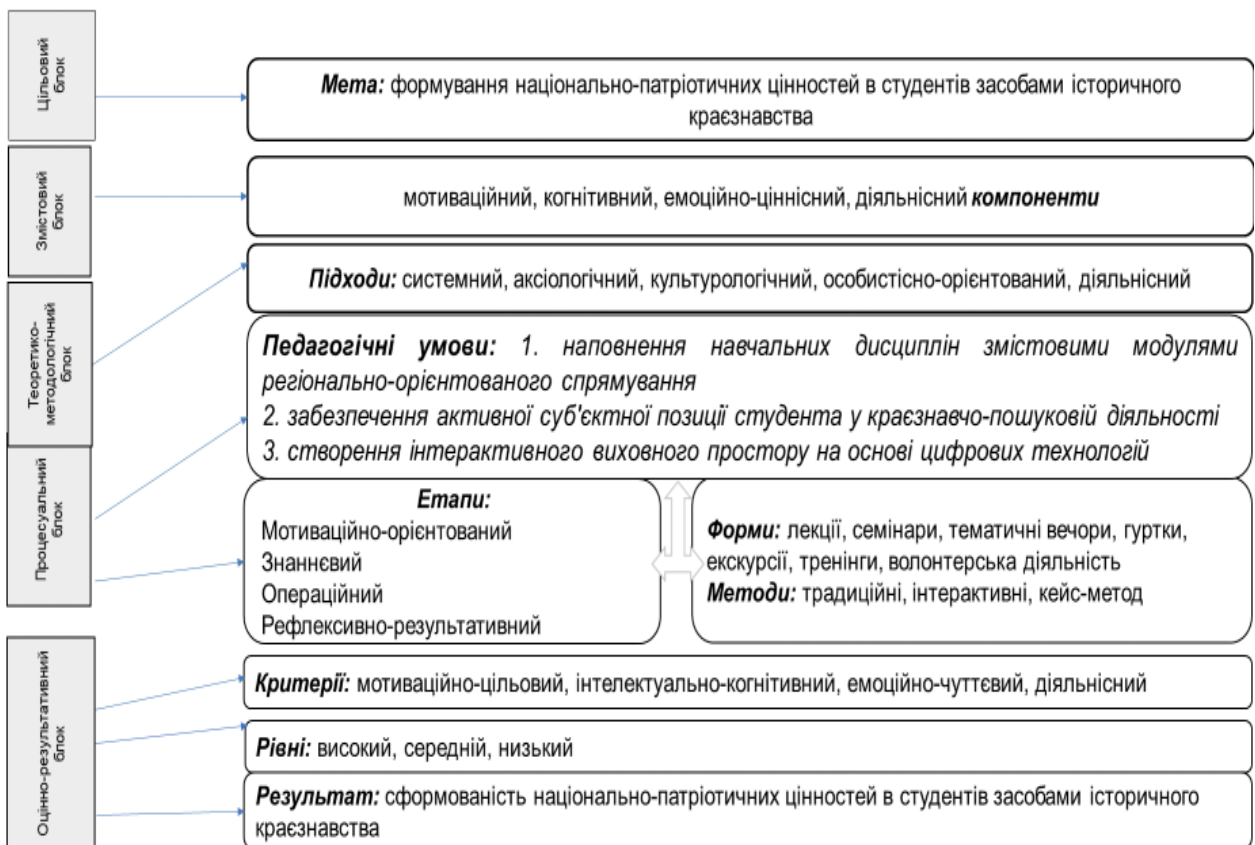 Цільовий
блок
Мета: формування національно-патріотичних цінностей в студентів засобами історичного
краєзнавства
Змістовий
блок
мотиваційний, когнітивний, емоційно-ціннісний, діяльнісний компоненти
Теоретико-
методологічний
блок
Підходи: системний, аксіологічний, культурологічний, особистісно-орієнтований, діяльнісний
Педагогічні умови: 1. наповнення навчальних дисциплін змістовими модулями
регіонально-орієнтованого спрямування
2. забезпечення активної суб'єктної позиції студента у краєзнавчо-пошуковій діяльності
3. створення інтерактивного виховного простору на основі цифрових технологій
Процесуальний
блок
Етапи:
Мотиваційно-орієнтований
Знаннєвий
Операційний
Рефлексивно-результативний
Форми: лекції, семінари, тематичні вечори, гуртки,
екскурсії, тренінги, волонтерська діяльність
Методи: традиційні, інтерактивні, кейс-метод
Оцінно-результативний
блок
Критерії: мотиваційно-цільовий, інтелектуально-когнітивний, емоційно-чуттєвий, діяльнісний
Рівні: високий, середній, низький
Результат: сформованість національно-патріотичних цінностей в студентів засобами історичного
краєзнавства